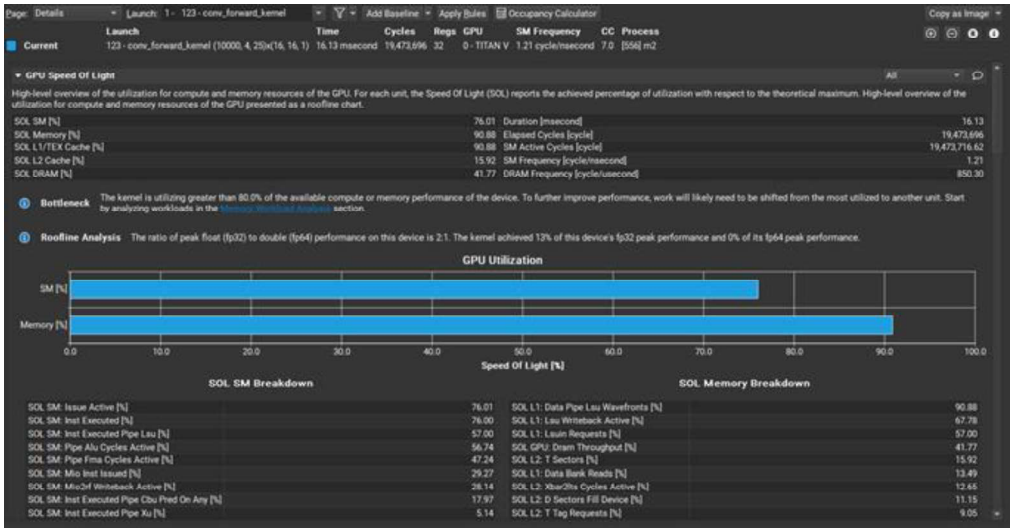 Page: Details Launch: 1 - 123 - conv_forward_kernel Add Baseline Apply Rules Occupancy Calculator Copy as Image
Launch Time Cycles Regs GPU SM Frequency CC Process
Current 123 - conv_forward_kernel (10000, 4, 25)x(16, 16, 1) 16.13 msecond 19,473,696 32 0 - TITAN V 1.21 cycle/nsecond 7.0 [556] m2
GPU Speed Of Light All
High-level overview of the utilization for compute and memory resources of the GPU. For each unit, the Speed Of Light (SOL) reports the achieved percentage of utilization with respect to the theoretical maximum. High-level overview of the
utilization for compute and memory resources of the GPU presented as a roofline chart.
SOL SM [%] 76.01 Duration [msecond] 16.13
SOL Memory [%] 90.88 Elapsed Cycles [cycle] 19,473,696
SOL L1/TEX Cache [%] 90.88 SM Active Cycles [cycle] 19,473,716.62
SOL L2 Cache [%] 15.92 SM Frequency [cycle/nsecond] 1.21
SOL DRAM [%] 41.77 DRAM Frequency [cycle/usecond] 850.30
Bottleneck The kernel is utilizing greater than 80.0% of the available compute or memory performance of the device. To further improve performance, work will likely need to be shifted from the most utilized to another unit. Start
by analyzing workloads in the Memory Workload Analysis section.
Roofline Analysis The ratio of peak float (fp32) to double (fp64) performance on this device is 2:1. The kernel achieved 13% of this device's fp32 peak performance and 0% of its fp64 peak performance.
GPU Utilization
SM [%]
Memory [%]
0.0 10.0 20.0 30.0 40.0 50.0 60.0 70.0 80.0 90.0 100.0
Speed Of Light [%]
SOL SM Breakdown SOL Memory Breakdown
SOL SM: Issue Active [%] 76.01 SOL L1: Data Pipe Lsu Wavefronts [%] 90.88
SOL SM: Inst Executed [%] 76.00 SOL L1: Lsu Writeback Active [%] 67.78
SOL SM: Inst Executed Pipe Lsu [%] 57.00 SOL L1: Lsuin Requests [%] 57.00
SOL SM: Pipe Alu Cycles Active [%] 56.74 SOL GPU: Dram Throughput [%] 41.77
SOL SM: Pipe Fma Cycles Active [%] 47.24 SOL L2: T Sectors [%] 15.92
SOL SM: Mio Inst Issued [%] 29.27 SOL L1: Data Bank Reads [%] 13.49
SOL SM: Mio2rf Writeback Active [%] 28.14 SOL L2: Xbar2lts Cycles Active [%] 12.65
SOL SM: Inst Executed Pipe Cbu Pred On Any [%] 17.97 SOL L2: D Sectors Fill Device [%] 11.15
SOL SM: Inst Executed Pipe Xu [%] 5.14 SOL L2: T Tag Requests [%] 9.05